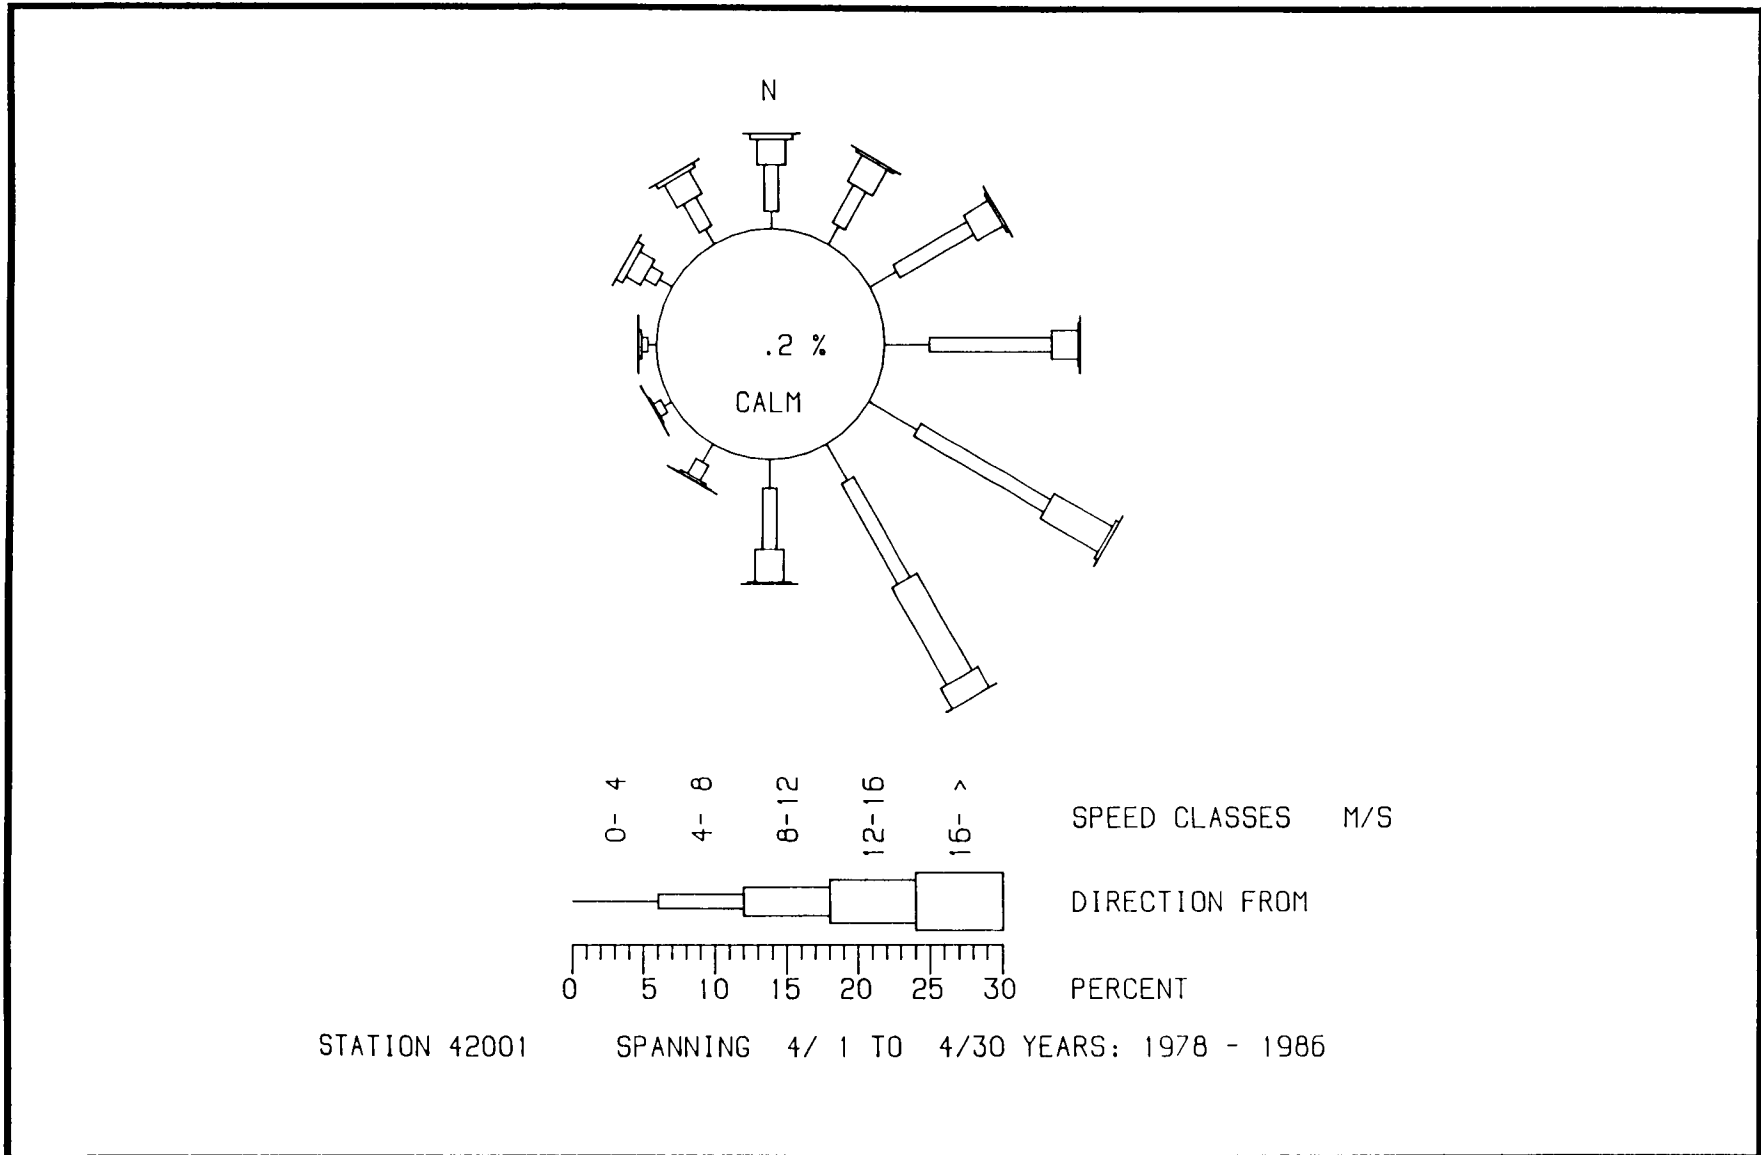 N
.2 %
CALM
0- 4
4- 8
8-12
12-16
16- >
SPEED CLASSES M/S
DIRECTION FROM
0 5 10 15 20 25 30 PERCENT
STATION 42001 SPANNING 4/ 1 TO 4/30 YEARS: 1978 - 1986